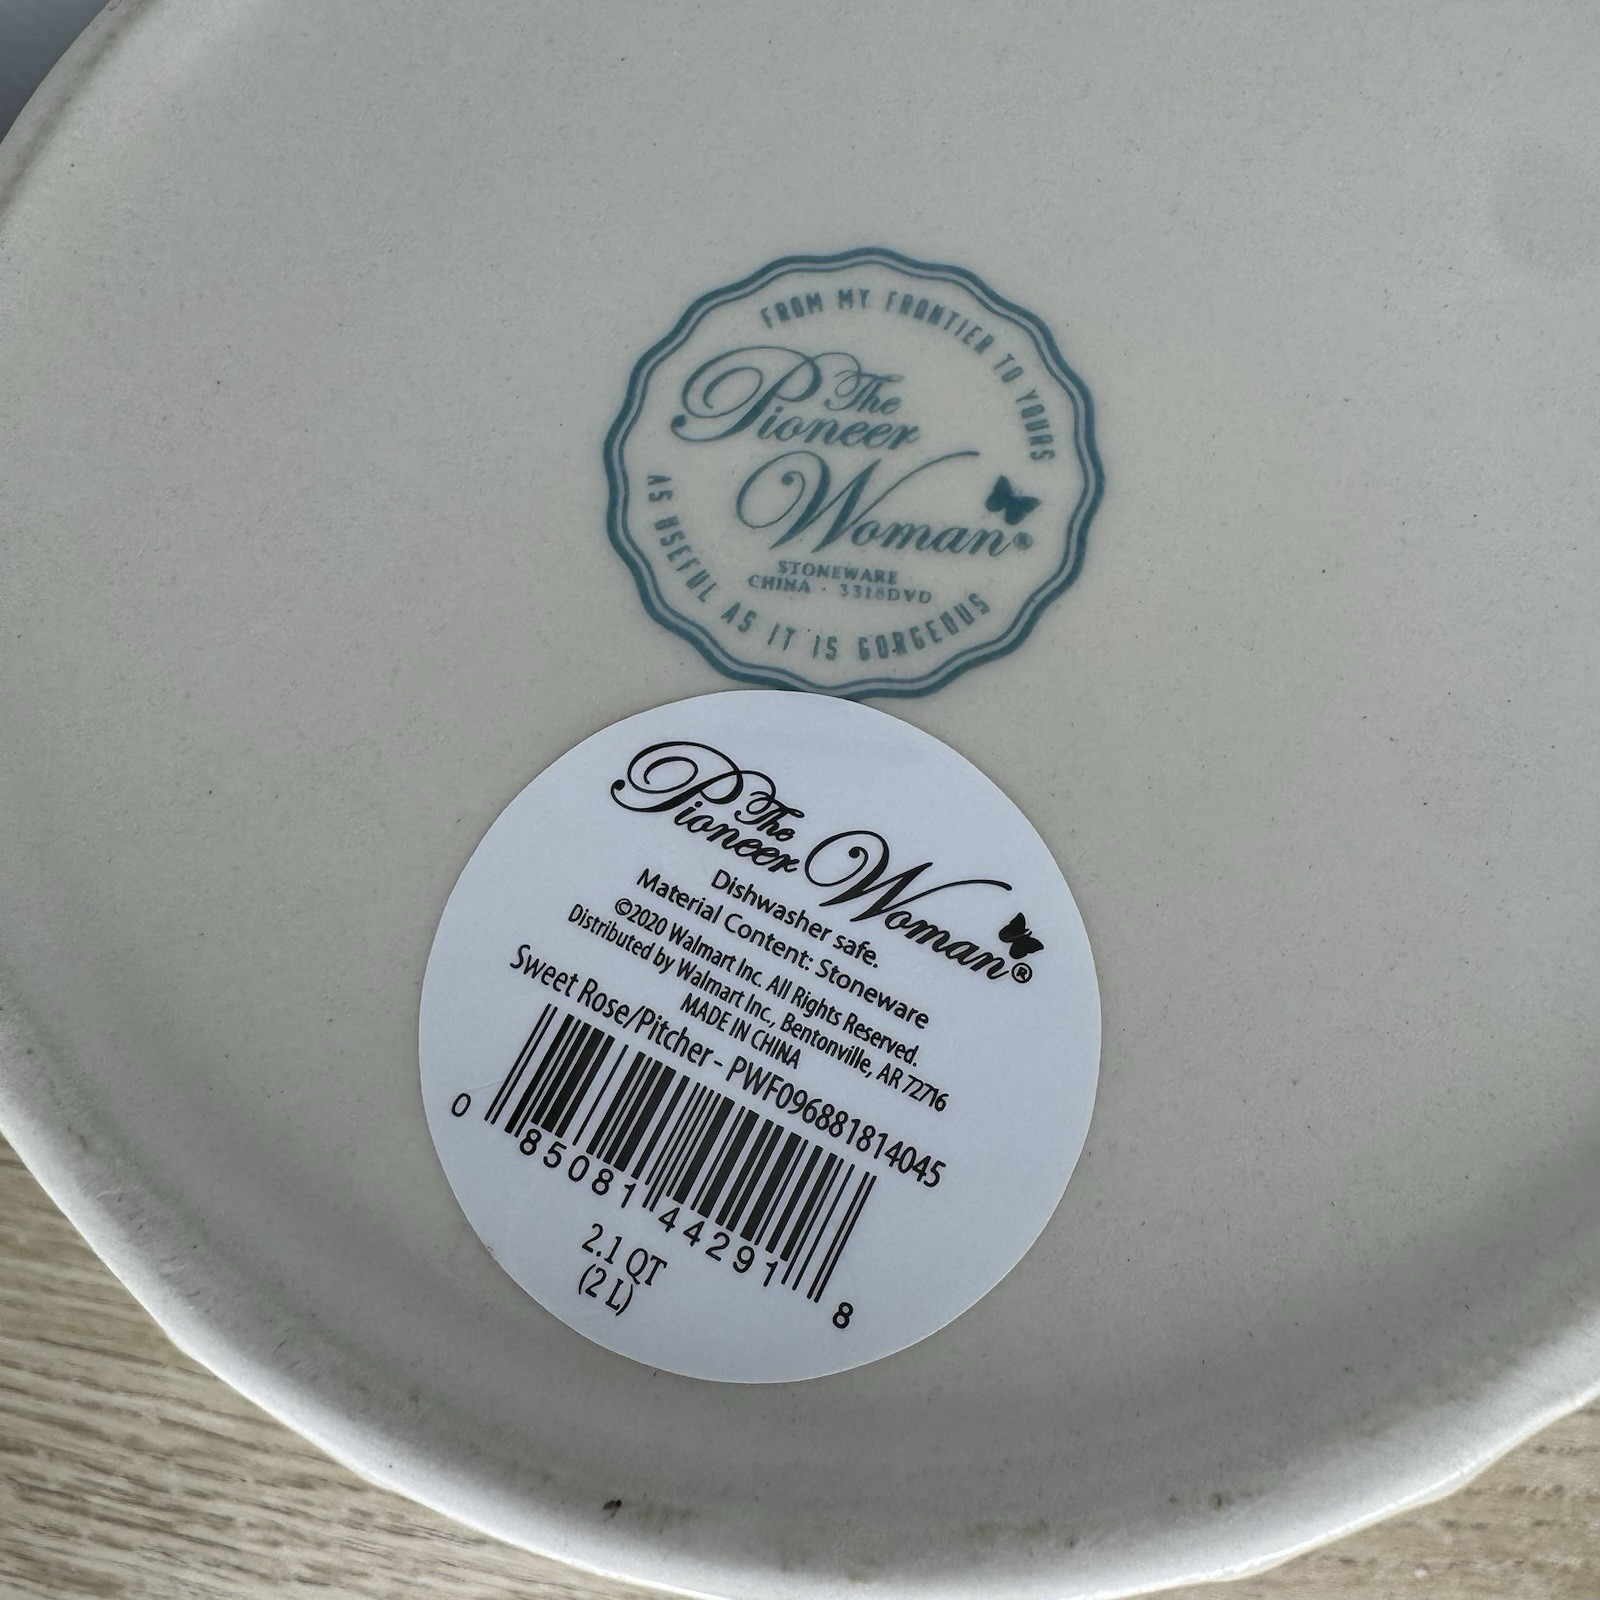 FROM MY FRONTIER TO YOURS
The
Pioneer
Woman®
STONEWARE
CHINA · 3318DVD
AS USEFUL AS IT IS GORGEOUS
The
Pioneer Woman®
Dishwasher safe.
Material Content: Stoneware
©2020 Walmart Inc. All Rights Reserved.
Distributed by Walmart Inc., Bentonville, AR 72716
MADE IN CHINA
Sweet Rose/Pitcher - PWF096881814045
0 85081 44291 8
2.1 QT
(2 L)